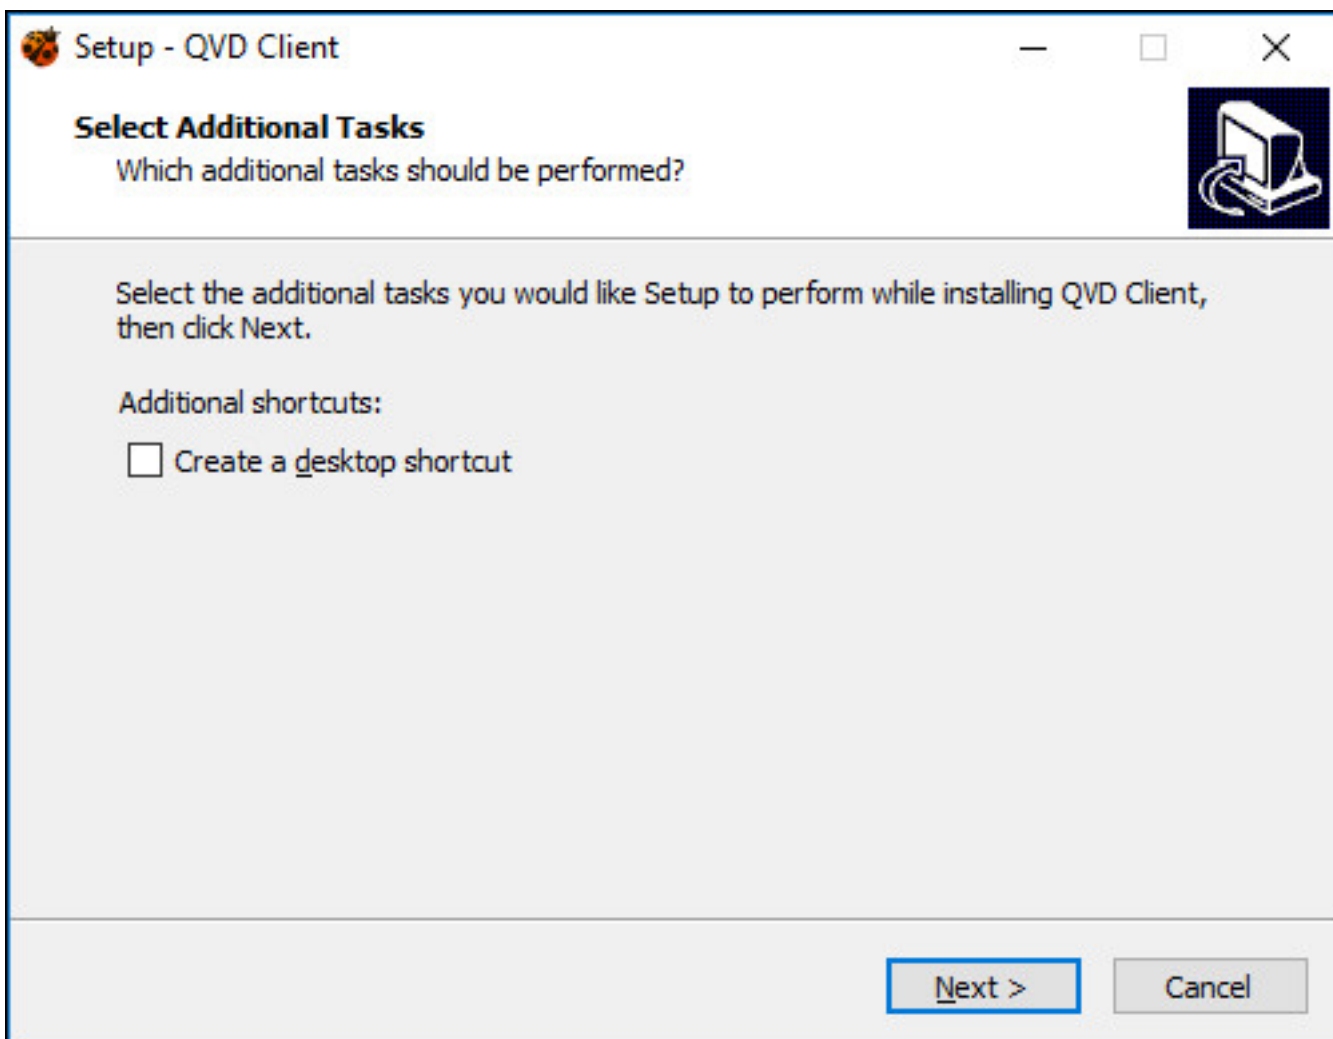 Setup - QVD Client
Select Additional Tasks
Which additional tasks should be performed?
Select the additional tasks you would like Setup to perform while installing QVD Client,
then click Next.
Additional shortcuts:
Create a desktop shortcut
Next >
Cancel